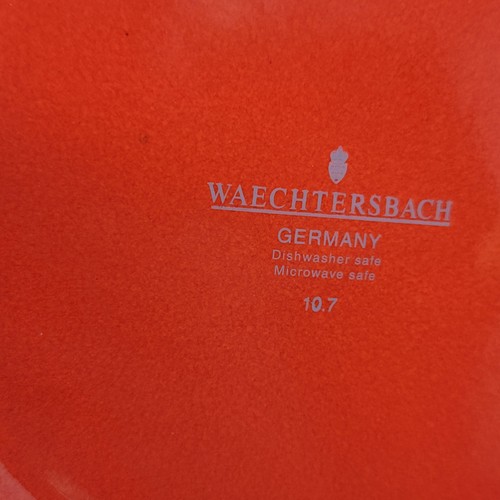 WAECHTERSBACH
GERMANY
Dishwasher safe
Microwave safe
10.7